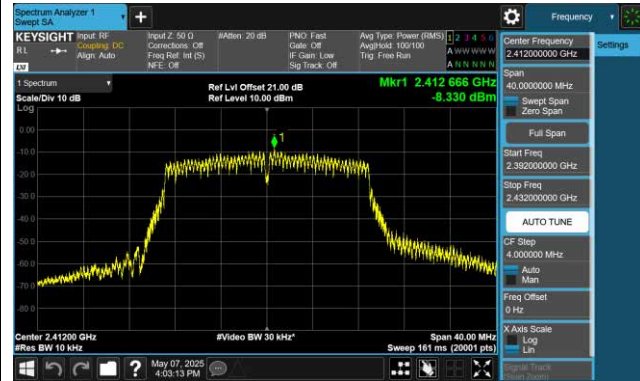 Spectrum Analyzer 1
Swept SA
+
Frequency
KEYSIGHT
RL
Input: RF
Coupling: DC
Align: Auto
Input Z: 50 Ω
Corrections: Off
Freq Ref: Int (S)
NFE: Off
#Atten: 20 dB
PNO: Fast
Gate: Off
IF Gain: Low
Sig Track: Off
Avg Type: Power (RMS)
Avg|Hold: 100/100
Trig: Free Run
1 2 3 4 5 6
A W W W W W
A N N N N N
LXI
1 Spectrum
Scale/Div 10 dB
Log
Ref Lvl Offset 21.00 dB
Ref Level 10.00 dBm
Mkr1 2.412 666 GHz
-8.330 dBm
1
0.00
-10.0
-20.0
-30.0
-40.0
-50.0
-60.0
-70.0
-80.0
Center 2.41200 GHz
#Res BW 10 kHz
#Video BW 30 kHz*
Span 40.00 MHz
Sweep 161 ms (20001 pts)
Center Frequency
2.412000000 GHz
Settings
Span
40.0000000 MHz
Swept Span
Zero Span
Full Span
Start Freq
2.392000000 GHz
Stop Freq
2.432000000 GHz
AUTO TUNE
CF Step
4.000000 MHz
Auto
Man
Freq Offset
0 Hz
X Axis Scale
Log
Lin
Signal Track
(Span Zoom)
?
May 07, 2025
4:03:13 PM